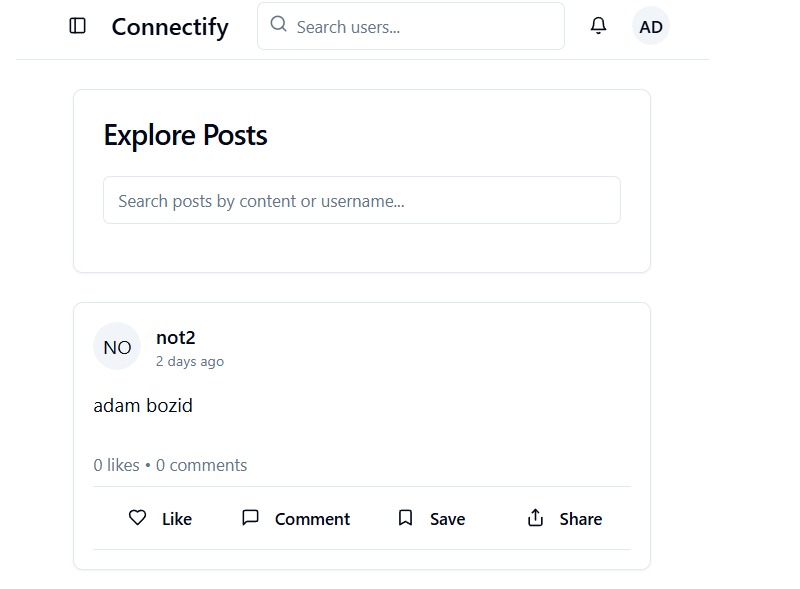 Connectify
Search users...
AD
Explore Posts
Search posts by content or username...
NO
not2
2 days ago
adam bozid
0 likes • 0 comments
Like Comment Save Share